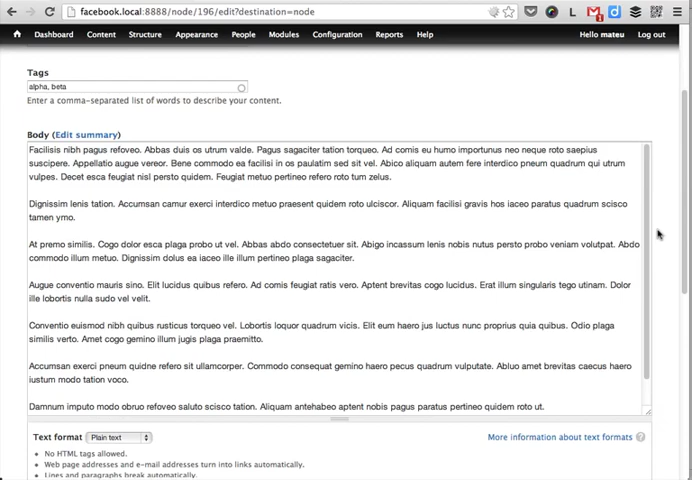 facebook.local:8888/node/196/edit?destination=node
Dashboard Content Structure Appearance People Modules Configuration Reports Help Hello mateu Log out
Tags
alpha, beta
Enter a comma-separated list of words to describe your content.
Body (Edit summary)
Facilisis nibh pagus refoveo. Abbas duis os utrum valde. Pagus sagaciter tation torqueo. Ad comis eu humo importunus neo neque roto saepius
suscipere. Appellatio augue vereor. Bene commodo ea facilisi in os paulatim sed sit vel. Abico aliquam autem fere interdico pneum quadrum qui utrum
vulpes. Decet esca feugiat nisl persto quidem. Feugiat metuo pertineo refero roto tum zelus.
Dignissim lenis tation. Accumsan camur exerci interdico metuo praesent quidem roto ulciscor. Aliquam facilisi gravis hos iaceo paratus quadrum scisco
tamen ymo.
At premo similis. Cogo dolor esca plaga probo ut vel. Abbas abdo consectetuer sit. Abigo incassum lenis nobis nutus persto probo veniam volutpat. Abdo
commodo illum metuo. Dignissim dolus ea iaceo ille illum pertineo plaga sagaciter.
Augue conventio mauris sino. Elit lucidus quibus refero. Ad comis feugiat ratis vero. Aptent brevitas cogo lucidus. Erat illum singularis tego utinam. Dolor
ille lobortis nulla sudo vel velit.
Conventio euismod nibh quibus rusticus torqueo vel. Lobortis loquor quadrum vicis. Elit eum haero jus luctus nunc proprius quia quibus. Odio plaga
similis verto. Amet cogo gemino illum jugis plaga praemitto.
Accumsan exerci pneum quidne refero sit ullamcorper. Commodo consequat gemino haero pecus quadrum vulputate. Abluo amet brevitas caecus haero
iustum modo tation voco.
Damnum imputo modo obruo refoveo saluto scisco tation. Aliquam antehabeo aptent nobis pagus paratus pertineo quidem roto ut.
Text format Plain text More information about text formats ?
No HTML tags allowed.
Web page addresses and e-mail addresses turn into links automatically.
Lines and paragraphs break automatically.